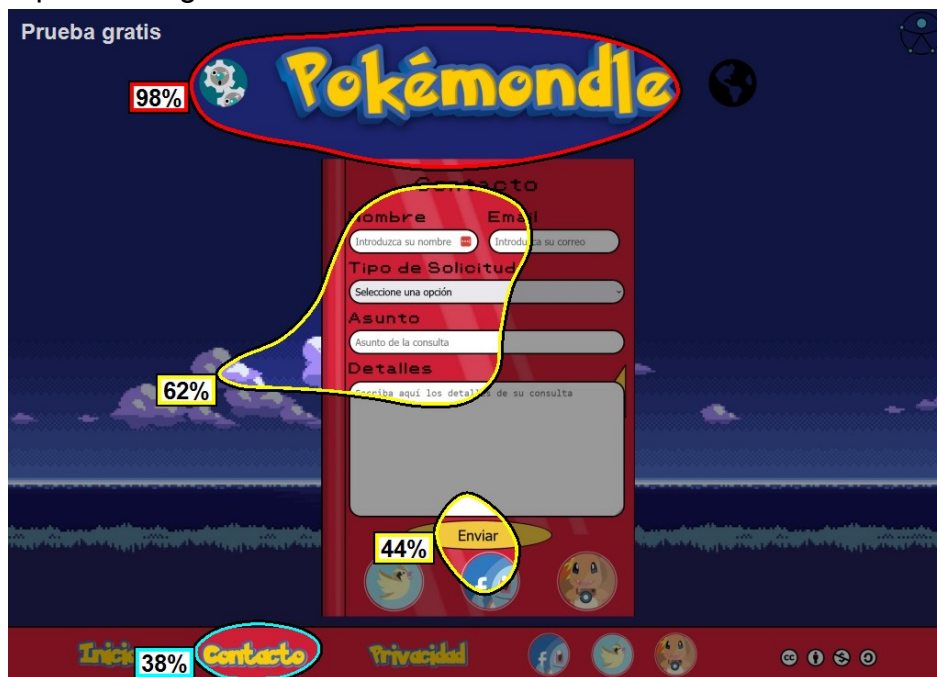 Prueba gratis
98%
Pokémondle
Contacto
Nombre Email
Introduzca su nombre Introduzca su correo
Tipo de Solicitud
Seleccione una opción
Asunto
Asunto de la consulta
Detalles
Escriba aquí los detalles de su consulta
62%
Enviar
44%
Inicio Contacto Privacidad
38%